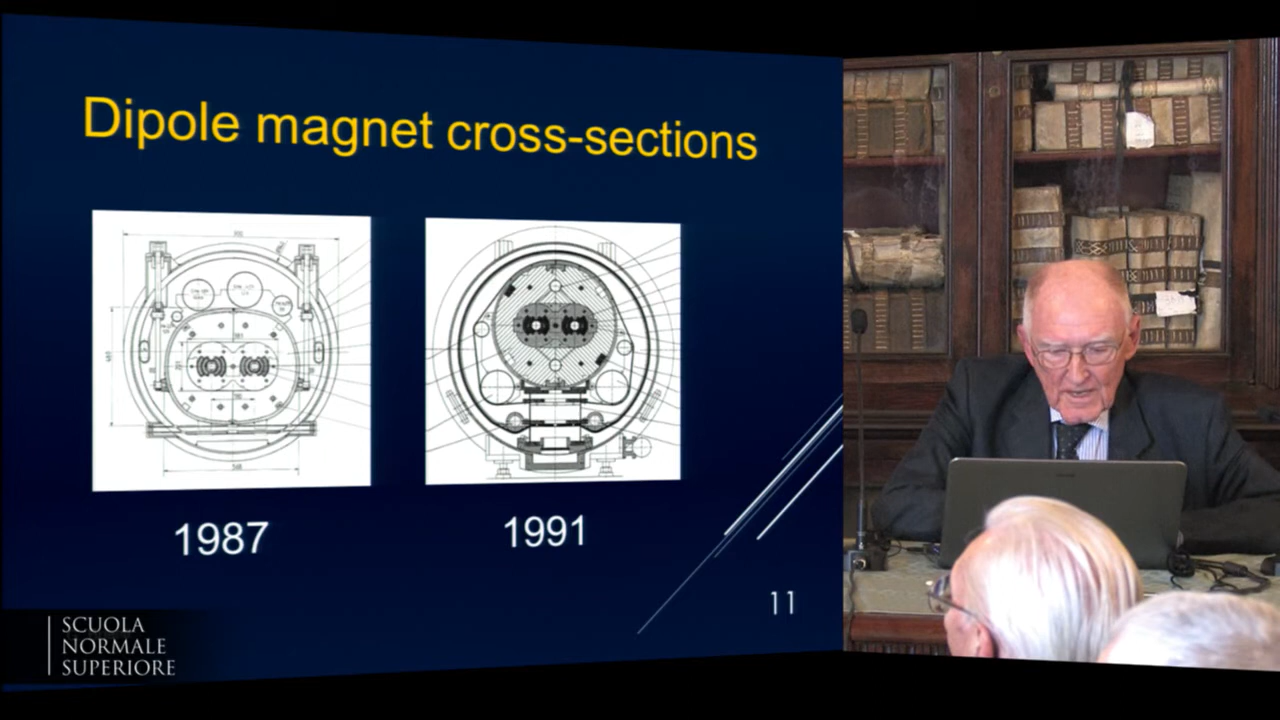 Dipole magnet cross-sections
1987
1991
11
SCUOLA
NORMALE
SUPERIORE